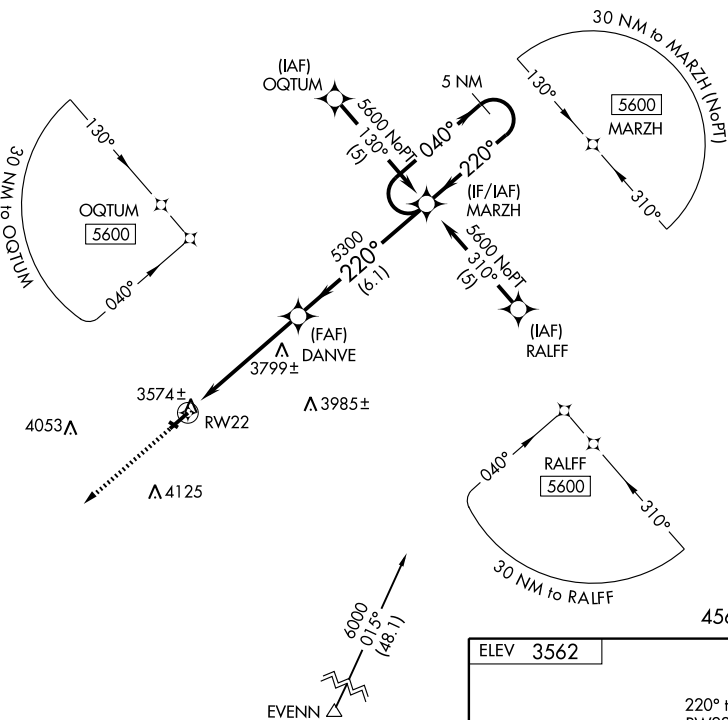 30 NM to MARZH (NoPT)
130°
5600
MARZH
310°
(IAF)
OQTUM
5600 NoPT
130°
(5)
5 NM
040°
220°
(IF/IAF)
MARZH
130°
30 NM to OQTUM
OQTUM
5600
040°
5300
220°
(6.1)
5600 NoPT
310°
(5)
(IAF)
RALFF
(FAF)
DANVE
3799±
3574±
RW22
3985±
4053
4125
040°
RALFF
5600
310°
30 NM to RALFF
6000
015°
(48.1)
EVENN
456
ELEV 3562
220° t